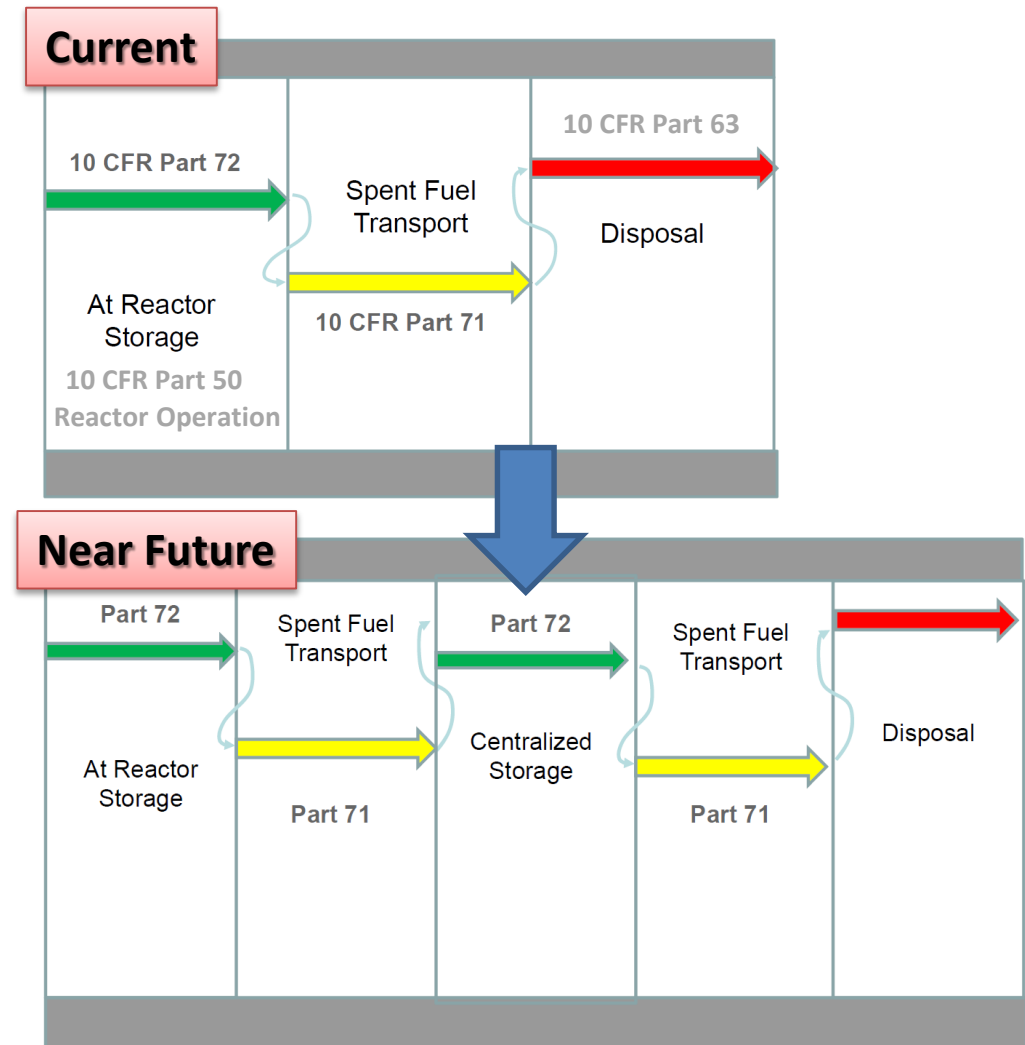 Current
10 CFR Part 72
At Reactor
Storage
10 CFR Part 50
Reactor Operation
Spent Fuel
Transport
10 CFR Part 71
10 CFR Part 63
Disposal
Near Future
Part 72
At Reactor
Storage
Spent Fuel
Transport
Part 71
Part 72
Centralized
Storage
Spent Fuel
Transport
Part 71
Disposal